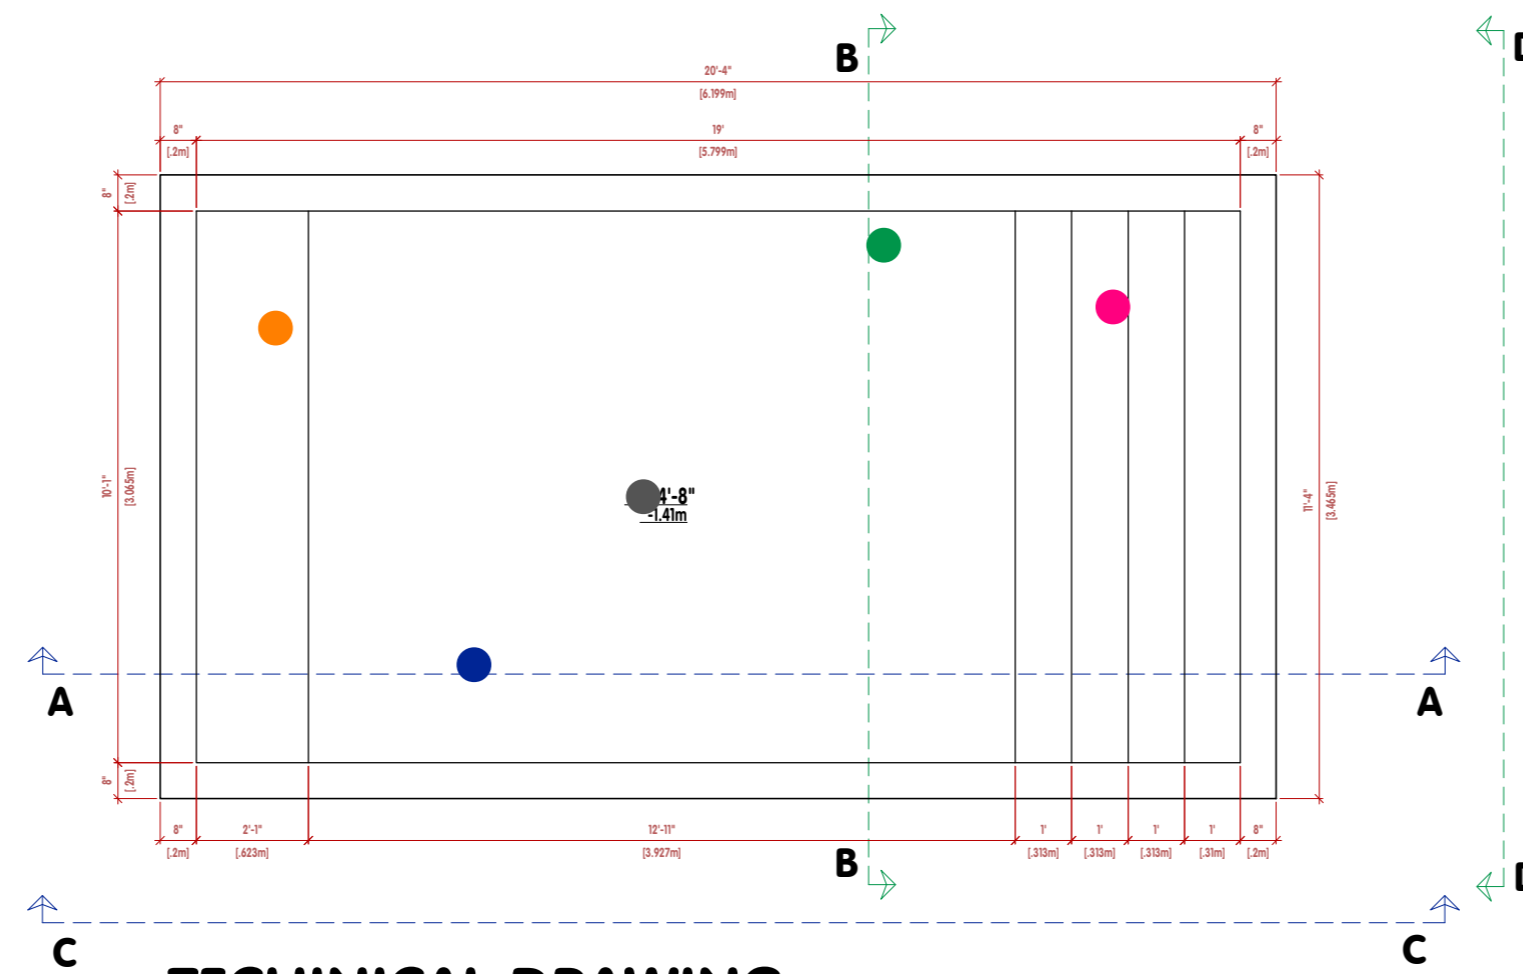 B
20'-4"
[6.199m]
8"
19'
8"
[.2m]
[5.799m]
[.2m]
8"
[.2m]
10'-1"
[3.065m]
4'-8"
-1.41m
11'-4"
[3.465m]
A
A
8"
[.2m]
8"
2'-1"
12'-11"
1'
1'
1'
1'
8"
[.2m]
[.623m]
[3.927m]
[.313m]
[.313m]
[.313m]
[.31m]
[.2m]
B
C
C